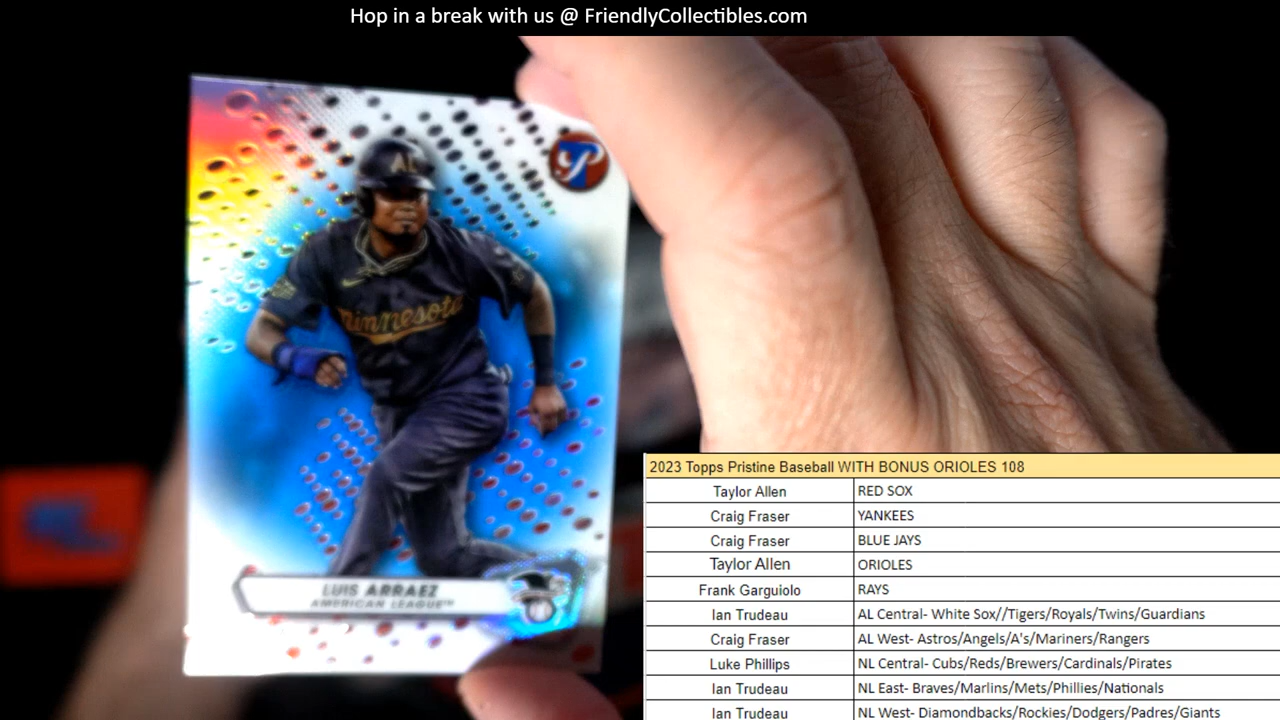 Hop in a break with us @ FriendlyCollectibles.com
AL
P
Minnesota
LUIS ARRAEZ
AMERICAN LEAGUE™
2023 Topps Pristine Baseball WITH BONUS ORIOLES 108
Taylor Allen RED SOX
Craig Fraser YANKEES
Craig Fraser BLUE JAYS
Taylor Allen ORIOLES
Frank Garguiolo RAYS
Ian Trudeau AL Central- White Sox//Tigers/Royals/Twins/Guardians
Craig Fraser AL West- Astros/Angels/A's/Mariners/Rangers
Luke Phillips NL Central- Cubs/Reds/Brewers/Cardinals/Pirates
Ian Trudeau NL East- Braves/Marlins/Mets/Phillies/Nationals
Ian Trudeau NL West- Diamondbacks/Rockies/Dodgers/Padres/Giants